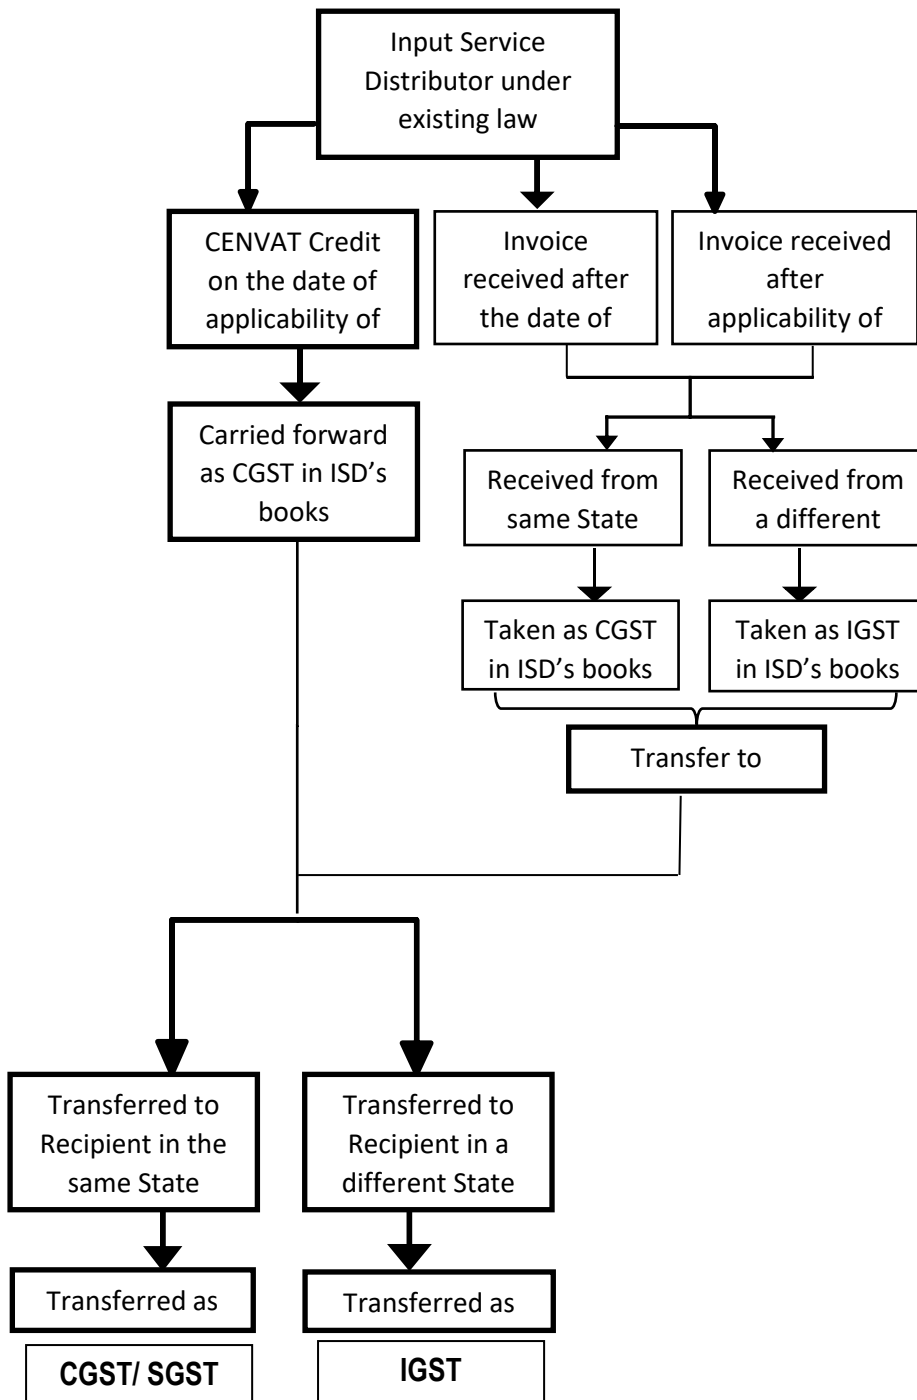 Input Service
Distributor under
existing law
CENVAT Credit
on the date of
applicability of
Invoice
received after
the date of
Invoice received
after
applicability of
Carried forward
as CGST in ISD’s
books
Received from
same State
Received from
a different
Taken as CGST
in ISD’s books
Taken as IGST
in ISD’s books
Transfer to
Transferred to
Recipient in the
same State
Transferred to
Recipient in a
different State
Transferred as
Transferred as
CGST/ SGST
IGST